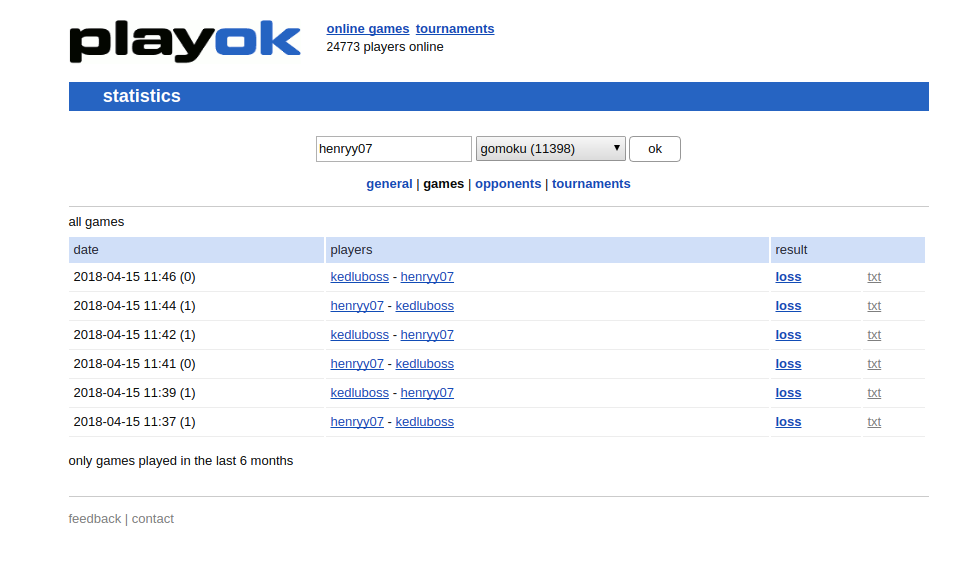 playok
online games tournaments
24773 players online
statistics
henryy07 gomoku (11398) ▼ ok
general | games | opponents | tournaments
all games
date players result
2018-04-15 11:46 (0) kedluboss - henryy07 loss txt
2018-04-15 11:44 (1) henryy07 - kedluboss loss txt
2018-04-15 11:42 (1) kedluboss - henryy07 loss txt
2018-04-15 11:41 (0) henryy07 - kedluboss loss txt
2018-04-15 11:39 (1) kedluboss - henryy07 loss txt
2018-04-15 11:37 (1) henryy07 - kedluboss loss txt
only games played in the last 6 months
feedback | contact